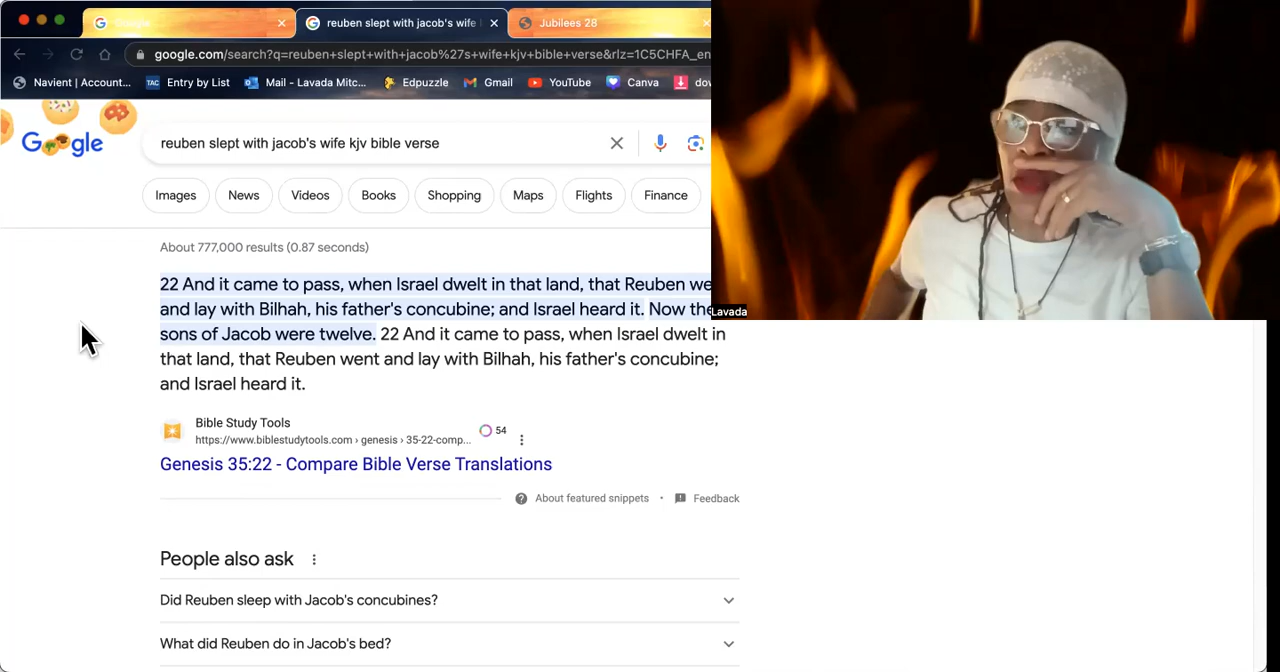 reuben slept with jacob's wife
Jubilees 28
google.com/search?q=reuben+slept+with+jacob%27s+wife+kjv+bible+verse&rlz=1C5CHFA_en
Navient | Account... Entry by List Mail - Lavada Mitc... Edpuzzle Gmail YouTube Canva dov
Google
reuben slept with jacob's wife kjv bible verse
Images News Videos Books Shopping Maps Flights Finance
About 777,000 results (0.87 seconds)
22 And it came to pass, when Israel dwelt in that land, that Reuben we
and lay with Bilhah, his father's concubine; and Israel heard it. Now the
sons of Jacob were twelve. 22 And it came to pass, when Israel dwelt in
that land, that Reuben went and lay with Bilhah, his father's concubine;
and Israel heard it.
Bible Study Tools
https://www.biblestudytools.com › genesis › 35-22-comp... 54
Genesis 35:22 - Compare Bible Verse Translations
About featured snippets • Feedback
People also ask
Did Reuben sleep with Jacob's concubines?
What did Reuben do in Jacob's bed?
Lavada